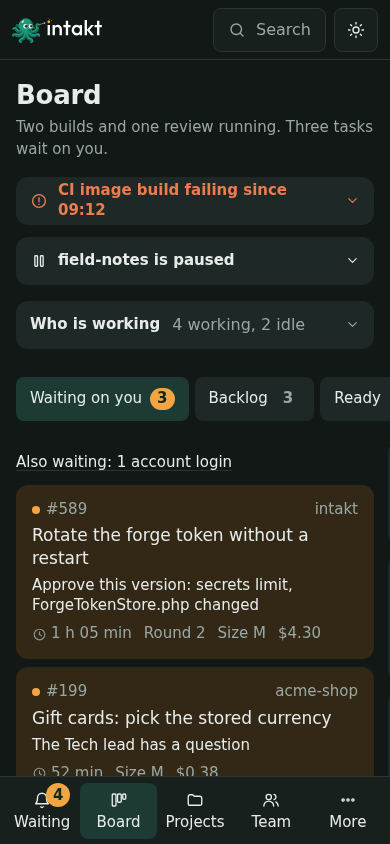 intakt
Search
Board
Two builds and one review running. Three tasks
wait on you.
CI image build failing since
09:12
field-notes is paused
Who is working 4 working, 2 idle
Waiting on you 3 Backlog 3 Ready
Also waiting: 1 account login
#589 intakt
Rotate the forge token without a
restart
Approve this version: secrets limit,
ForgeTokenStore.php changed
1 h 05 min Round 2 Size M $4.30
#199 acme-shop
Gift cards: pick the stored currency
The Tech lead has a question
52 min Size M $0.38
4
Waiting Board Projects Team More